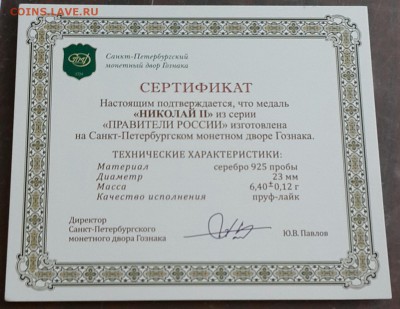 COINS.LAVE.RU
Санкт-Петербургский
монетный двор Гознака
СЕРТИФИКАТ
Настоящим подтверждается, что медаль
«НИКОЛАЙ II» из серии
«ПРАВИТЕЛИ РОССИИ» изготовлена
на Санкт-Петербургском монетном дворе Гознака.
ТЕХНИЧЕСКИЕ ХАРАКТЕРИСТИКИ:
Материал серебро 925 пробы
Диаметр 23 мм
Масса 6,40±0,12 г
Качество исполнения пруф-лайк
Директор
Санкт-Петербургского
монетного двора Гознака
Ю.В. Павлов